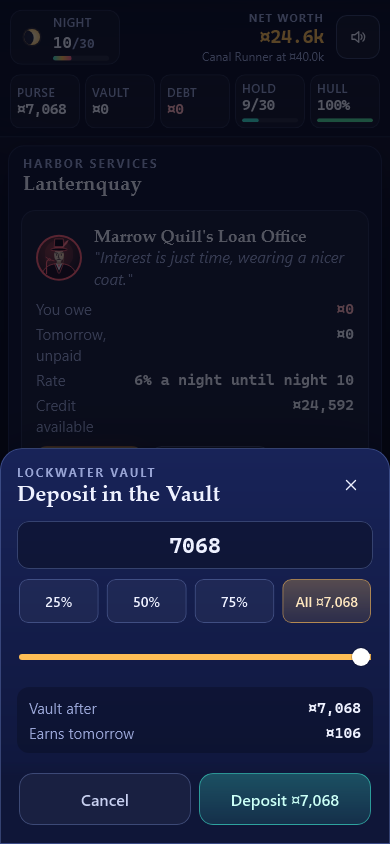 NIGHT
10/30
NET WORTH
¤24.6k
Canal Runner at ¤40.0k
PURSE
¤7,068
VAULT
¤0
DEBT
¤0
HOLD
9/30
HULL
100%
HARBOR SERVICES
Lanternquay
Marrow Quill's Loan Office
"Interest is just time, wearing a nicer
coat."
You owe
¤0
Tomorrow,
unpaid
¤0
Rate
6% a night until night 10
Credit
available
¤24,592
LOCKWATER VAULT
Deposit in the Vault
7068
25%
50%
75%
All ¤7,068
Vault after
¤7,068
Earns tomorrow
¤106
Cancel
Deposit ¤7,068